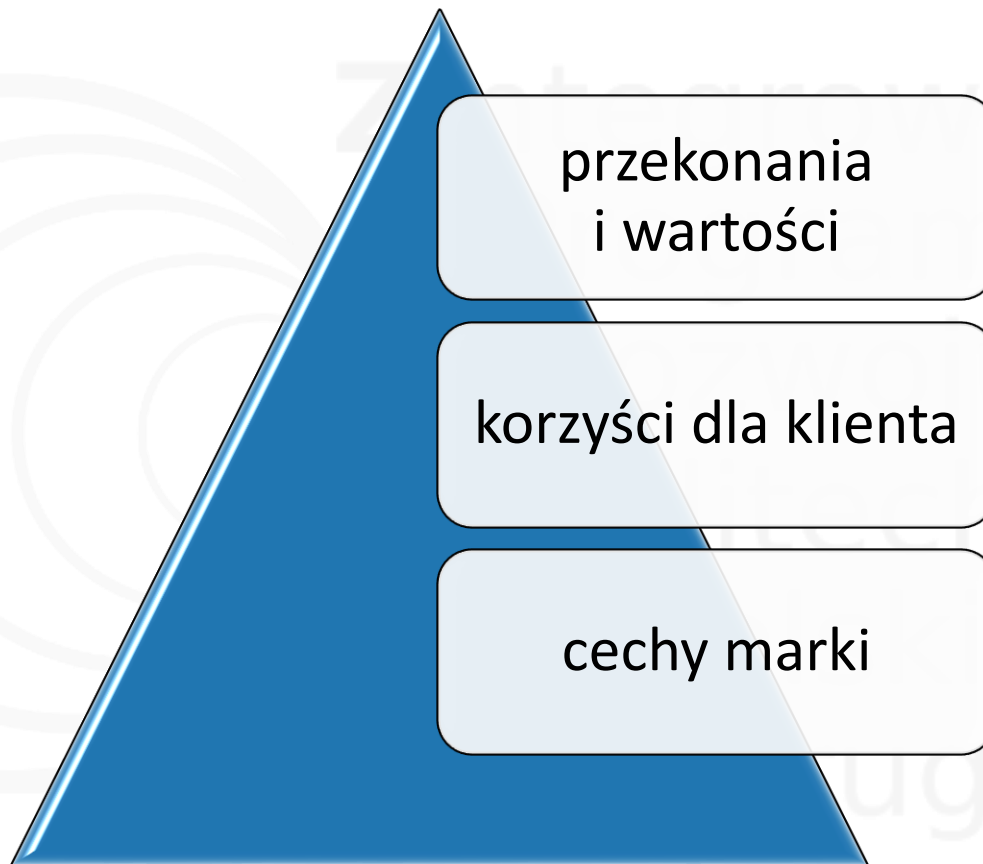 przekonania
i wartości
korzyści dla klienta
cechy marki